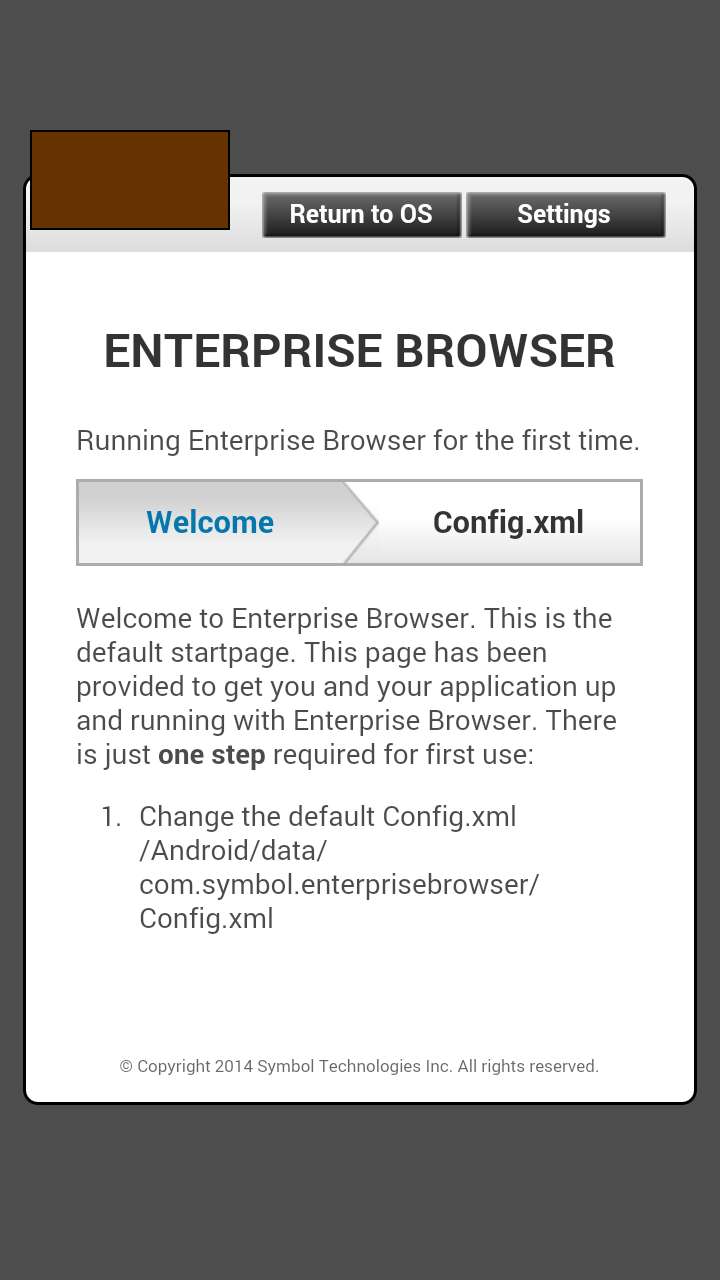 Return to OS
Settings
ENTERPRISE BROWSER
Running Enterprise Browser for the first time.
Welcome
Config.xml
Welcome to Enterprise Browser. This is the
default startpage. This page has been
provided to get you and your application up
and running with Enterprise Browser. There
is just one step required for first use:
1. Change the default Config.xml
/Android/data/
com.symbol.enterprisebrowser/
Config.xml
© Copyright 2014 Symbol Technologies Inc. All rights reserved.